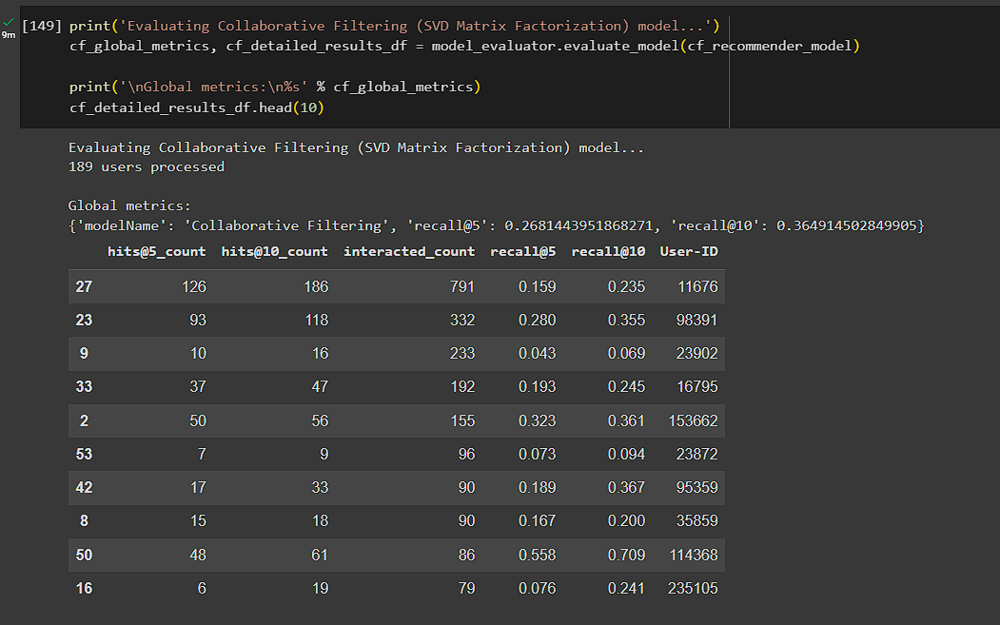 [149] print('Evaluating Collaborative Filtering (SVD Matrix Factorization) model...')
9m
cf_global_metrics, cf_detailed_results_df = model_evaluator.evaluate_model(cf_recommender_model)
print('\nGlobal metrics:\n%s' % cf_global_metrics)
cf_detailed_results_df.head(10)
Evaluating Collaborative Filtering (SVD Matrix Factorization) model...
189 users processed
Global metrics:
{'modelName': 'Collaborative Filtering', 'recall@5': 0.2681443951868271, 'recall@10': 0.364914502849905}
hits@5_count hits@10_count interacted_count recall@5 recall@10 User-ID
27 126 186 791 0.159 0.235 11676
23 93 118 332 0.280 0.355 98391
9 10 16 233 0.043 0.069 23902
33 37 47 192 0.193 0.245 16795
2 50 56 155 0.323 0.361 153662
53 7 9 96 0.073 0.094 23872
42 17 33 90 0.189 0.367 95359
8 15 18 90 0.167 0.200 35859
50 48 61 86 0.558 0.709 114368
16 6 19 79 0.076 0.241 235105